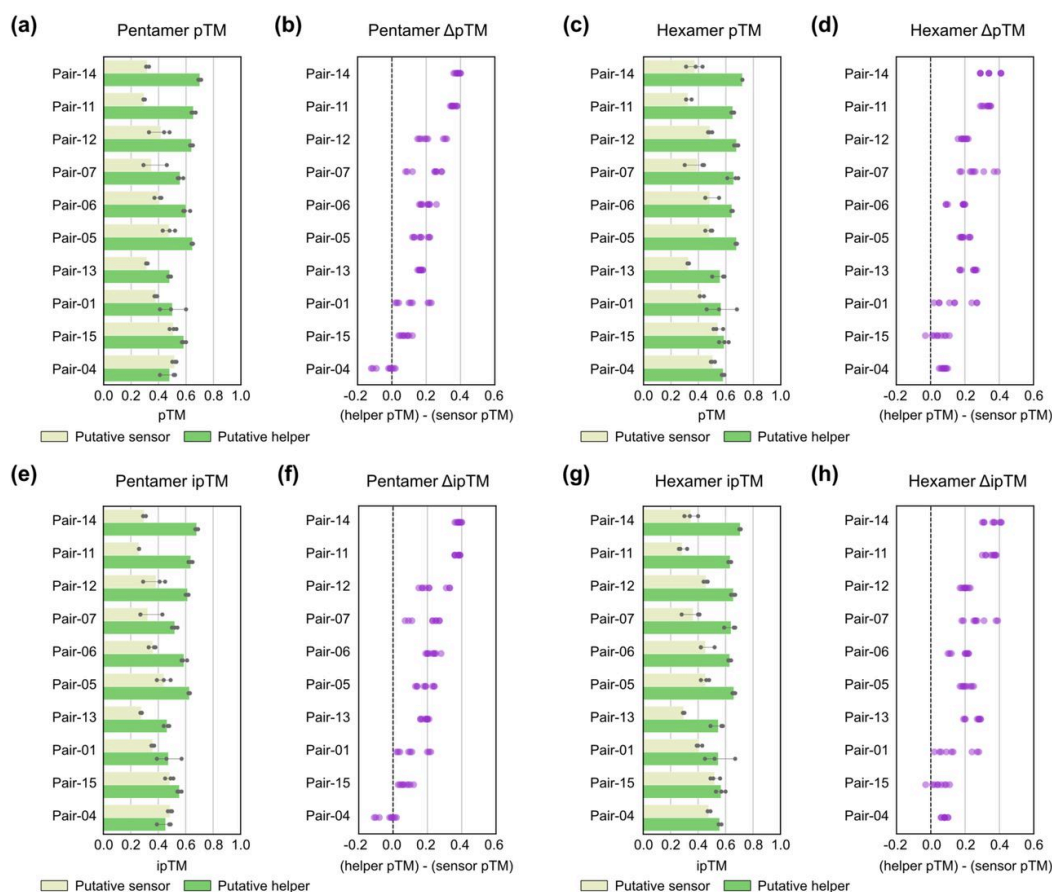 (a) Pentamer pTM
Pair-14
Pair-11
Pair-12
Pair-07
Pair-06
Pair-05
Pair-13
Pair-01
Pair-15
Pair-04
0.0 0.2 0.4 0.6 0.8 1.0
pTM
Putative sensor Putative helper
(b) Pentamer ΔpTM
Pair-14
Pair-11
Pair-12
Pair-07
Pair-06
Pair-05
Pair-13
Pair-01
Pair-15
Pair-04
-0.2 0.0 0.2 0.4 0.6
(helper pTM) - (sensor pTM)
(c) Hexamer pTM
Pair-14
Pair-11
Pair-12
Pair-07
Pair-06
Pair-05
Pair-13
Pair-01
Pair-15
Pair-04
0.0 0.2 0.4 0.6 0.8 1.0
pTM
Putative sensor Putative helper
(d) Hexamer ΔpTM
Pair-14
Pair-11
Pair-12
Pair-07
Pair-06
Pair-05
Pair-13
Pair-01
Pair-15
Pair-04
-0.2 0.0 0.2 0.4 0.6
(helper pTM) - (sensor pTM)
(e) Pentamer ipTM
Pair-14
Pair-11
Pair-12
Pair-07
Pair-06
Pair-05
Pair-13
Pair-01
Pair-15
Pair-04
0.0 0.2 0.4 0.6 0.8 1.0
ipTM
Putative sensor Putative helper
(f) Pentamer ΔipTM
Pair-14
Pair-11
Pair-12
Pair-07
Pair-06
Pair-05
Pair-13
Pair-01
Pair-15
Pair-04
-0.2 0.0 0.2 0.4 0.6
(helper pTM) - (sensor pTM)
(g) Hexamer ipTM
Pair-14
Pair-11
Pair-12
Pair-07
Pair-06
Pair-05
Pair-13
Pair-01
Pair-15
Pair-04
0.0 0.2 0.4 0.6 0.8 1.0
ipTM
Putative sensor Putative helper
(h) Hexamer ΔipTM
Pair-14
Pair-11
Pair-12
Pair-07
Pair-06
Pair-05
Pair-13
Pair-01
Pair-15
Pair-04
-0.2 0.0 0.2 0.4 0.6
(helper pTM) - (sensor pTM)